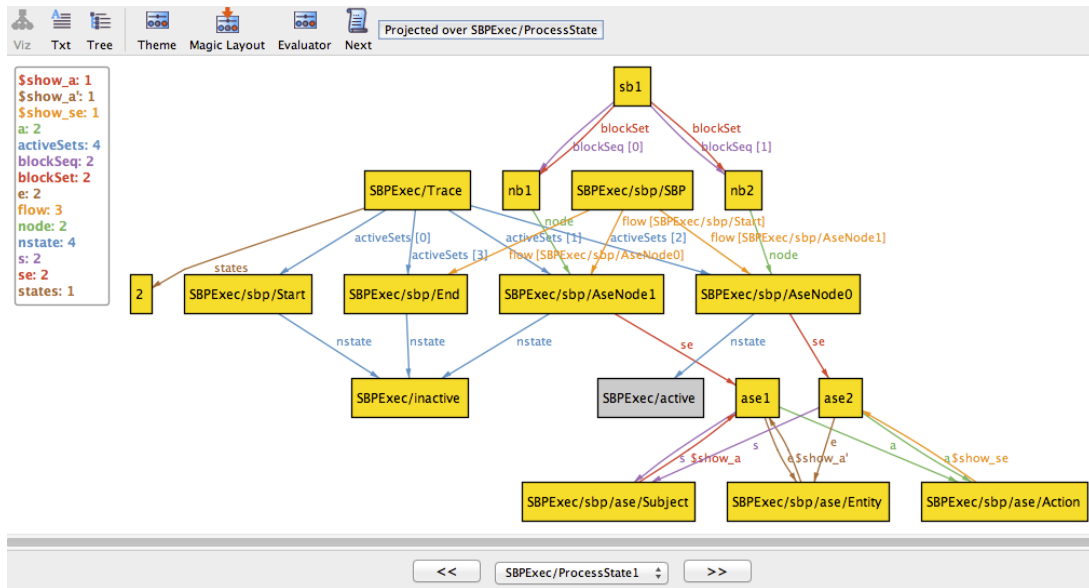 Viz Txt Tree Theme Magic Layout Evaluator Next Projected over SBPExec/ProcessState
$show_a: 1
$show_a': 1
$show_se: 1
a: 2
activeSets: 4
blockSeq: 2
blockSet: 2
e: 2
flow: 3
node: 2
nstate: 4
s: 2
se: 2
states: 1
sb1
blockSet blockSet
blockSeq [0] blockSeq [1]
SBPExec/Trace nb1 SBPExec/sbp/SBP nb2
node flow [SBPExec/sbp/Start]
activeSets [0] activeSets [1] activeSets [2] flow [SBPExec/sbp/AseNode1]
activeSets [3] flow [SBPExec/sbp/AseNode0] node
states
2 SBPExec/sbp/Start SBPExec/sbp/End SBPExec/sbp/AseNode1 SBPExec/sbp/AseNode0
nstate nstate nstate se nstate se
SBPExec/inactive SBPExec/active ase1 ase2
s $show_a s e$show_a' e a a$show_se
SBPExec/sbp/ase/Subject SBPExec/sbp/ase/Entity SBPExec/sbp/ase/Action
<< SBPExec/ProcessState1 >>